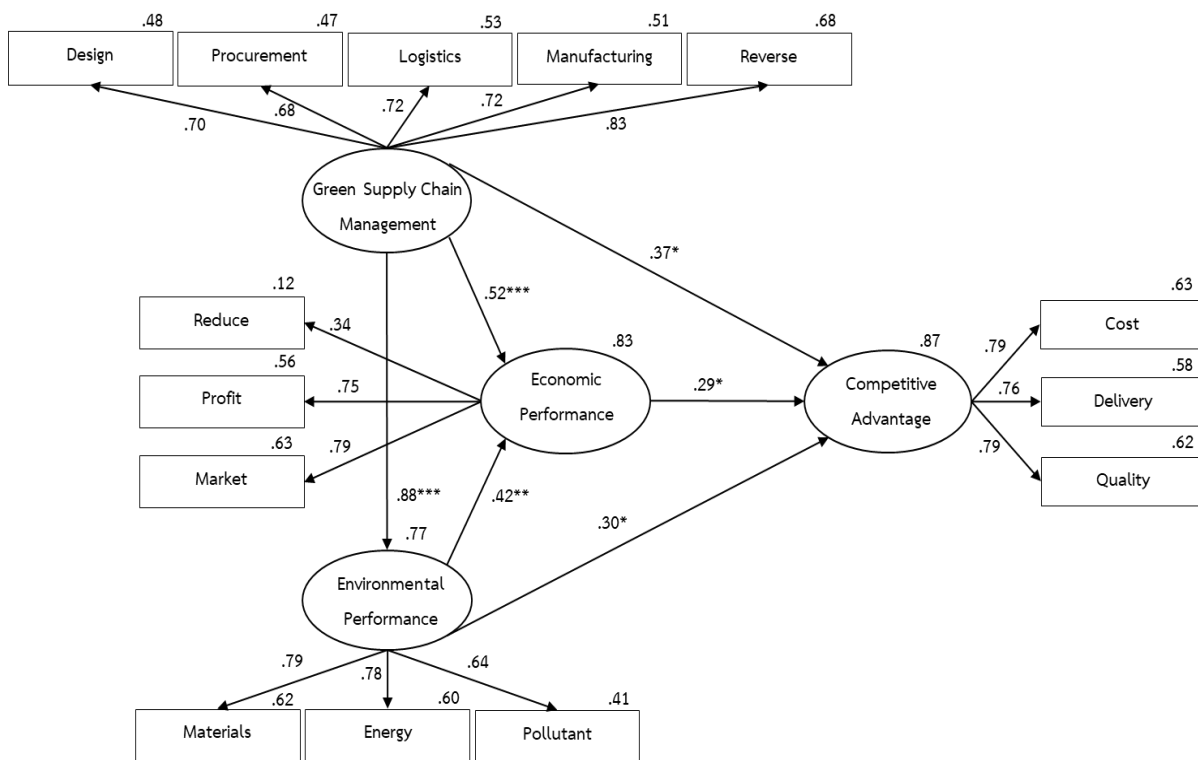 .48
.47
.53
.51
.68
Design
Procurement
Logistics
Manufacturing
Reverse
.70
.68
.72
.72
.83
Green Supply Chain
Management
.37*
.52***
.12
Reduce
.34
.56
Profit
.75
.63
Market
.79
.83
Economic
Performance
.29*
.87
Competitive
Advantage
.63
Cost
.79
.58
Delivery
.76
.62
Quality
.79
.88***
.42**
.30*
.77
Environmental
Performance
.79
.78
.64
.62
.60
.41
Materials
Energy
Pollutant